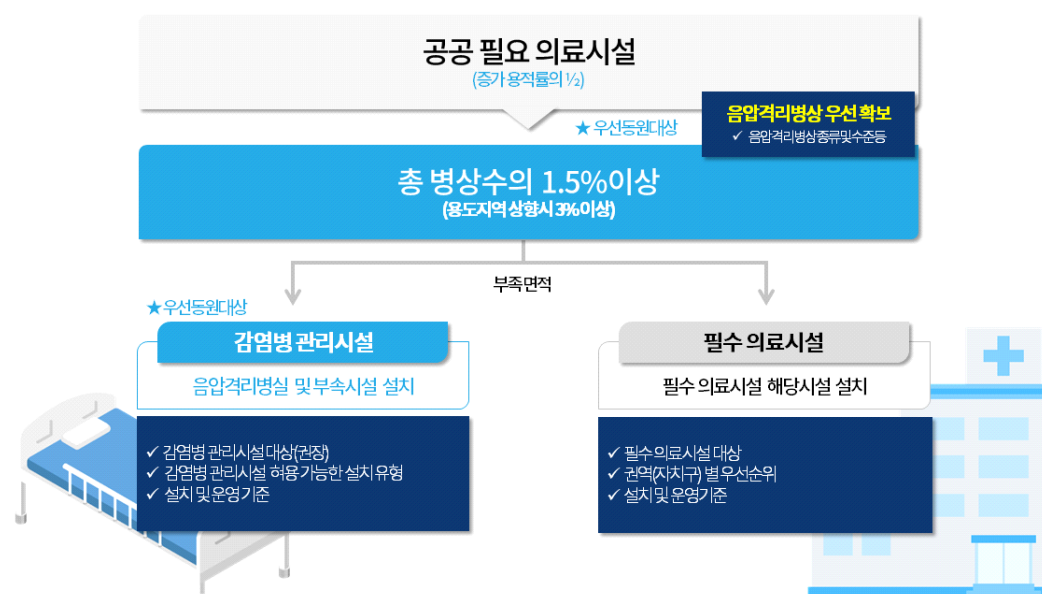 공공 필요 의료시설
(증가 용적률의 ½)
★ 우선동원대상
음압격리병상 우선 확보
✓ 음압격리병상종류및수준등
총 병상수의 1.5%이상
(용도지역 상향시 3% 이상)
부족면적
★ 우선동원대상
감염병 관리시설
음압격리병실 및 부속시설 설치
✓ 감염병 관리시설 대상(권장)
✓ 감염병 관리시설 허용 가능한 설치 유형
✓ 설치 및 운영 기준
필수 의료시설
필수 의료시설 해당시설 설치
✓ 필수 의료시설 대상
✓ 권역(자치구) 별 우선순위
✓ 설치 및 운영 기준